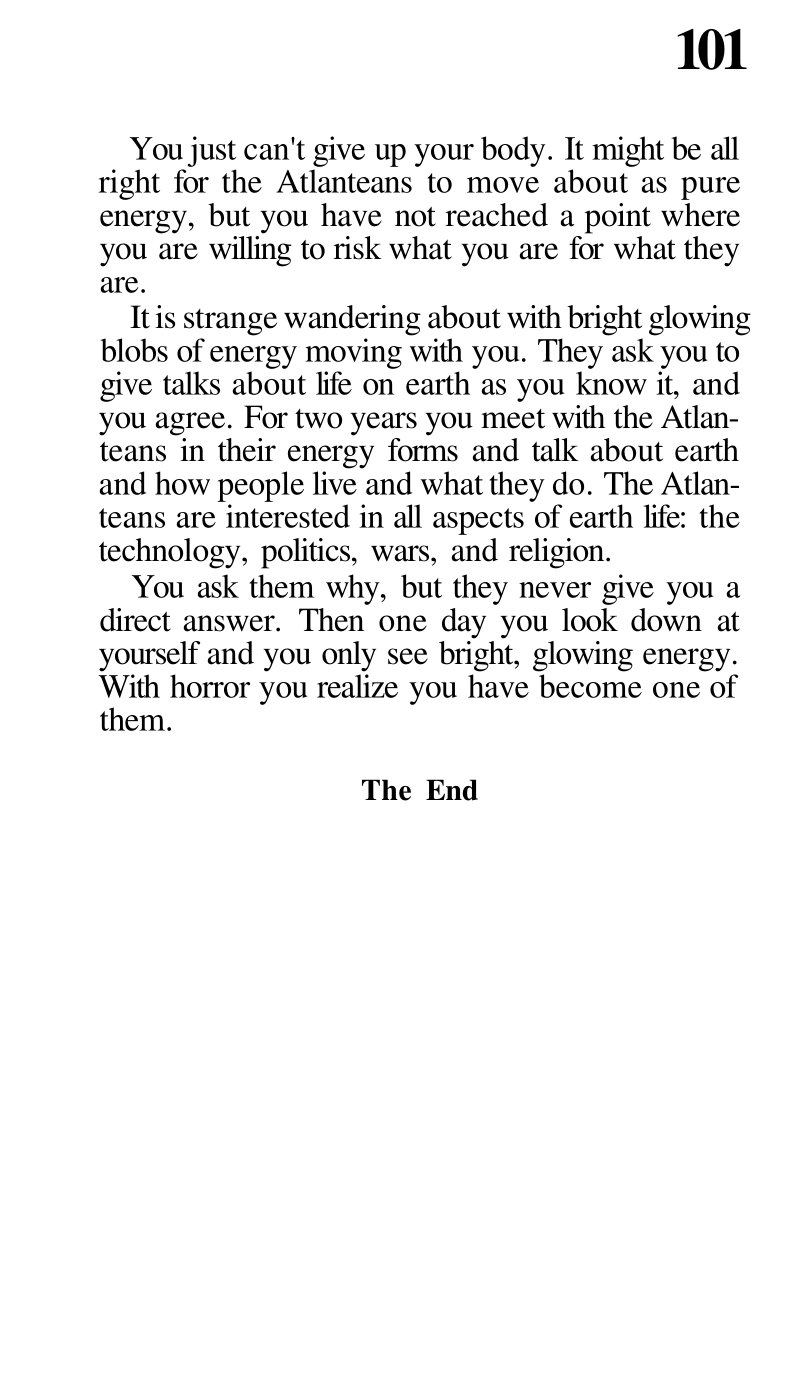 101
You just can't give up your body. It might be all
right for the Atlanteans to move about as pure
energy, but you have not reached a point where
you are willing to risk what you are for what they
are.
It is strange wandering about with bright glowing
blobs of energy moving with you. They ask you to
give talks about life on earth as you know it, and
you agree. For two years you meet with the Atlan-
teans in their energy forms and talk about earth
and how people live and what they do. The Atlan-
teans are interested in all aspects of earth life: the
technology, politics, wars, and religion.
You ask them why, but they never give you a
direct answer. Then one day you look down at
yourself and you only see bright, glowing energy.
With horror you realize you have become one of
them.
The End